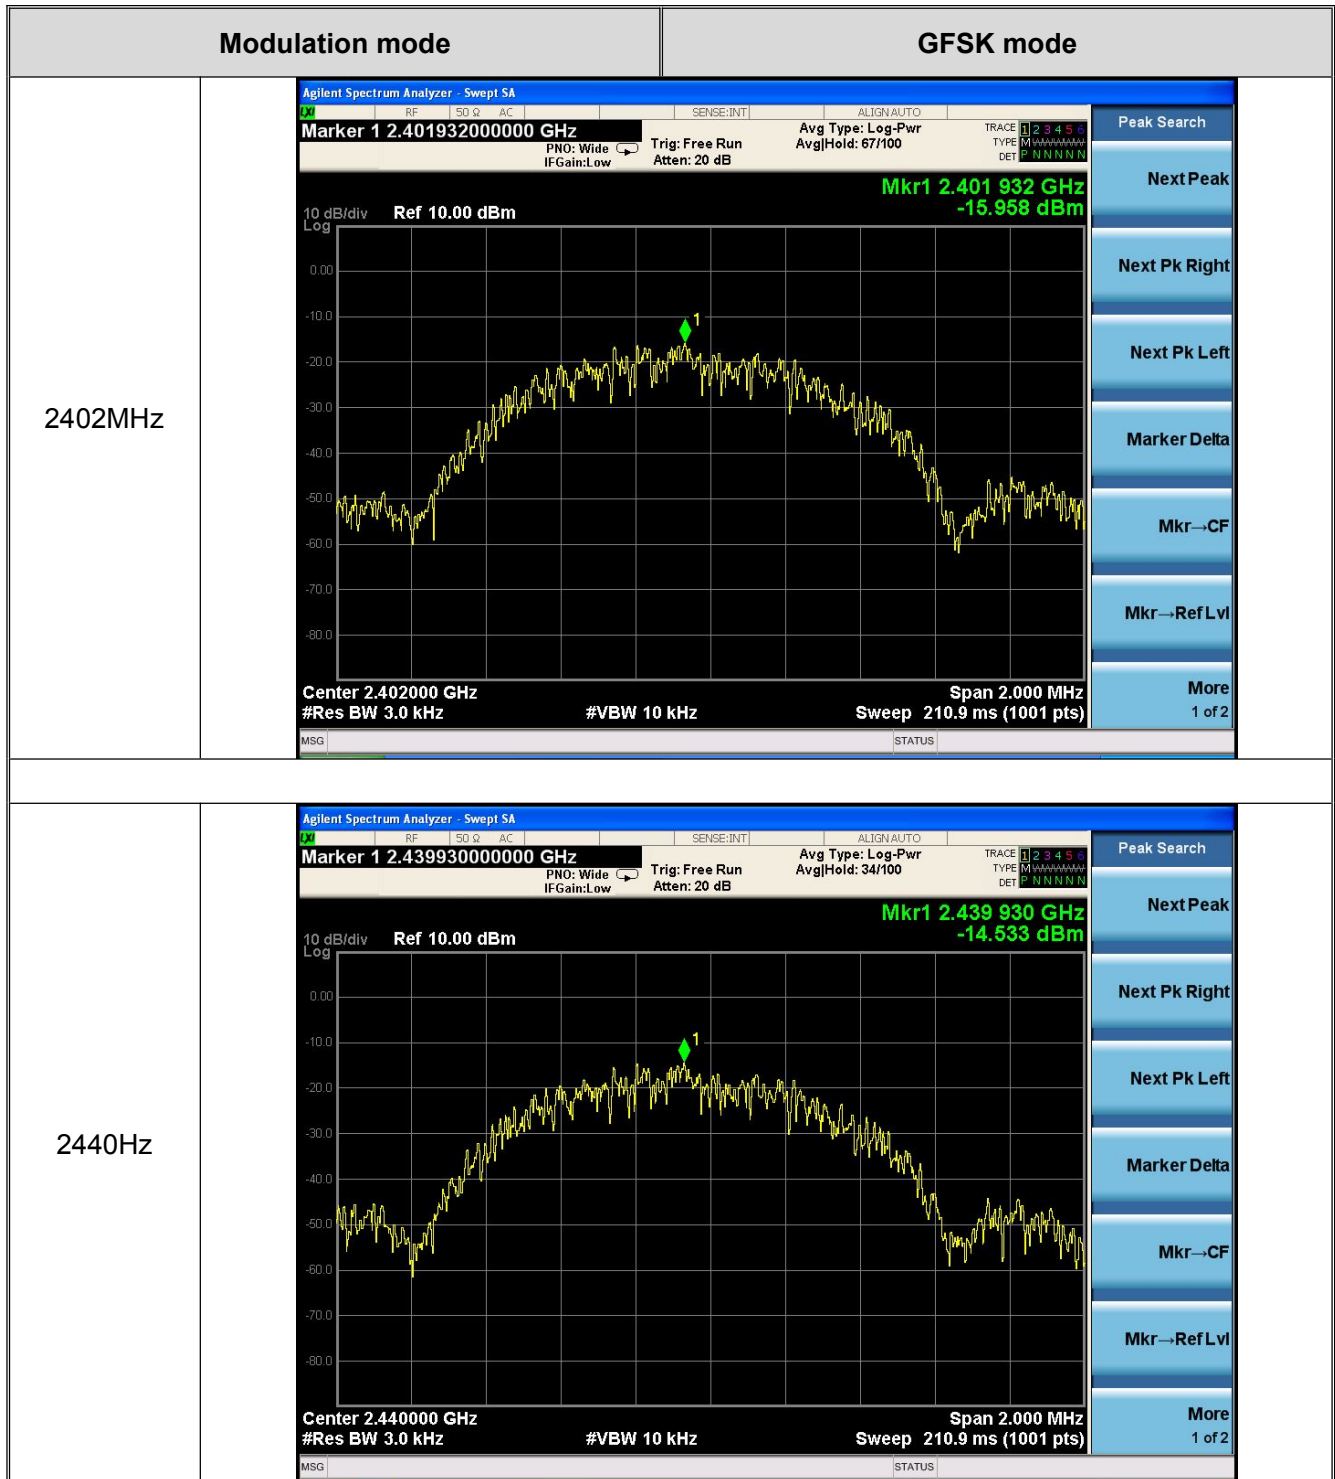 Modulation mode GFSK mode
2402MHz
Agilent Spectrum Analyzer - Swept SA
LXI RF 50 Ω AC SENSE:INT ALIGN AUTO
Marker 1 2.401932000000 GHz
PNO: Wide Trig: Free Run Avg Type: Log-Pwr TRACE 1 2 3 4 5 6
IFGain:Low Atten: 20 dB Avg|Hold: 67/100 TYPE M
DET P N N N N N
Mkr1 2.401 932 GHz
-15.958 dBm
10 dB/div Ref 10.00 dBm
Log
1
0.00
-10.0
-20.0
-30.0
-40.0
-50.0
-60.0
-70.0
-80.0
Center 2.402000 GHz Span 2.000 MHz
#Res BW 3.0 kHz #VBW 10 kHz Sweep 210.9 ms (1001 pts)
MSG STATUS
Peak Search
Next Peak
Next Pk Right
Next Pk Left
Marker Delta
Mkr→CF
Mkr→Ref Lvl
More
1 of 2
2440Hz
Agilent Spectrum Analyzer - Swept SA
LXI RF 50 Ω AC SENSE:INT ALIGN AUTO
Marker 1 2.439930000000 GHz
PNO: Wide Trig: Free Run Avg Type: Log-Pwr TRACE 1 2 3 4 5 6
IFGain:Low Atten: 20 dB Avg|Hold: 34/100 TYPE M
DET P N N N N N
Mkr1 2.439 930 GHz
-14.533 dBm
10 dB/div Ref 10.00 dBm
Log
1
0.00
-10.0
-20.0
-30.0
-40.0
-50.0
-60.0
-70.0
-80.0
Center 2.440000 GHz Span 2.000 MHz
#Res BW 3.0 kHz #VBW 10 kHz Sweep 210.9 ms (1001 pts)
MSG STATUS
Peak Search
Next Peak
Next Pk Right
Next Pk Left
Marker Delta
Mkr→CF
Mkr→Ref Lvl
More
1 of 2